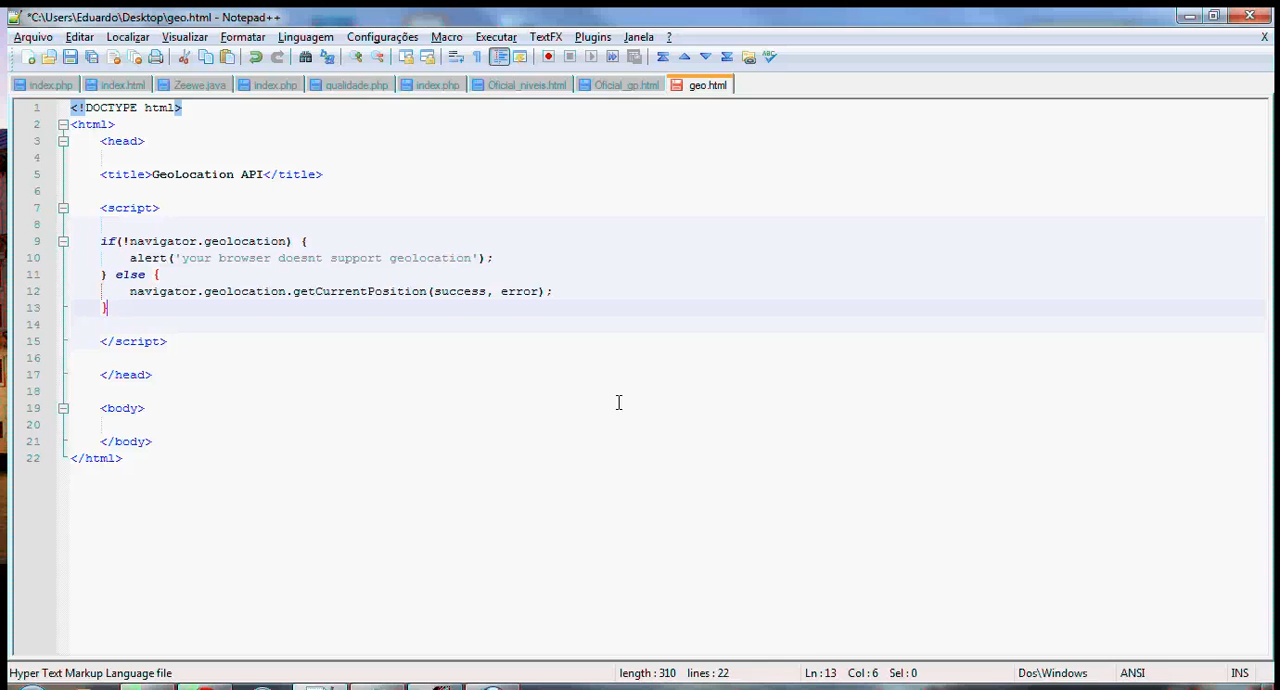 *C:\Users\Eduardo\Desktop\geo.html - Notepad++
Arquivo Editar Localizar Visualizar Formatar Linguagem Configurações Macro Executar TextFX Plugins Janela ? X
index.php index.html Zeewe.java index.php qualidade.php index.php Oficial_niveis.html Oficial_gp.html geo.html
1 <!DOCTYPE html>
2 <html>
3 <head>
4
5 <title>GeoLocation API</title>
6
7 <script>
8
9 if(!navigator.geolocation) {
10 alert('your browser doesnt support geolocation');
11 } else {
12 navigator.geolocation.getCurrentPosition(success, error);
13 }
14
15 </script>
16
17 </head>
18
19 <body>
20
21 </body>
22 </html>
Hyper Text Markup Language file length : 310 lines : 22 Ln : 13 Col : 6 Sel : 0 Dos\Windows ANSI INS